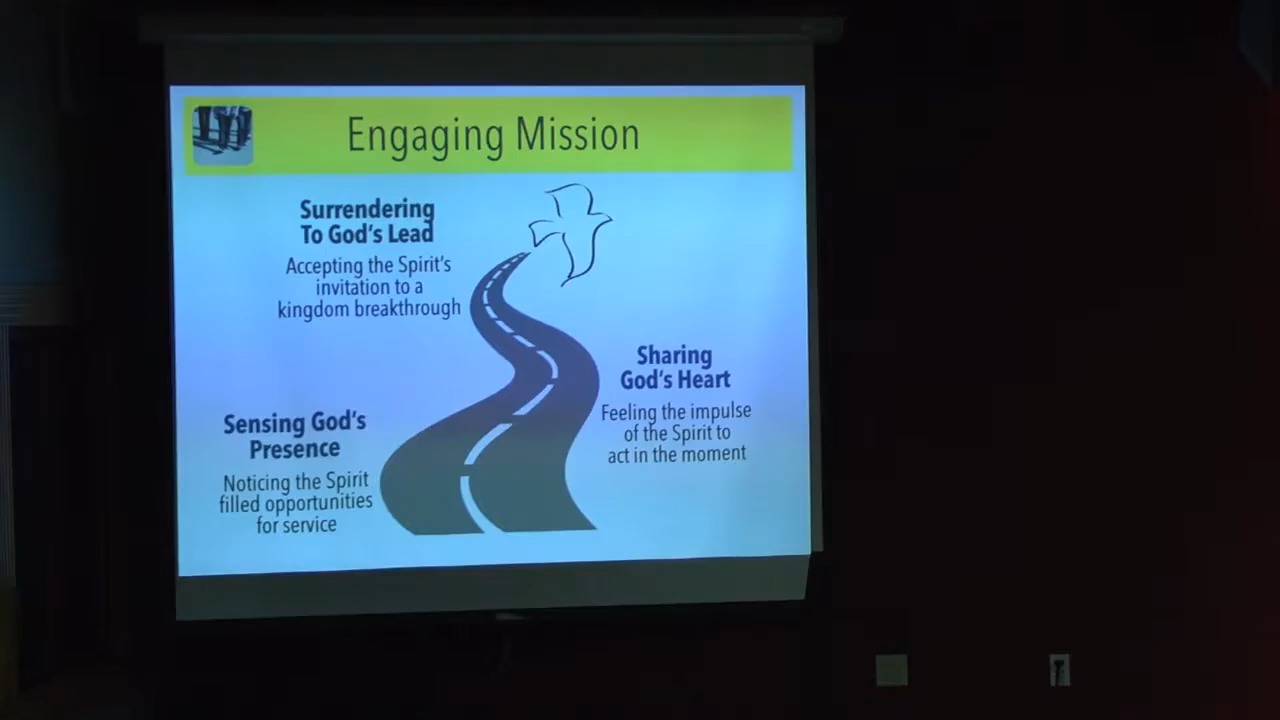 Engaging Mission
Surrendering
To God's Lead
Accepting the Spirit's
invitation to a
kingdom breakthrough
Sharing
God's Heart
Feeling the impulse
of the Spirit to
act in the moment
Sensing God's
Presence
Noticing the Spirit
filled opportunities
for service